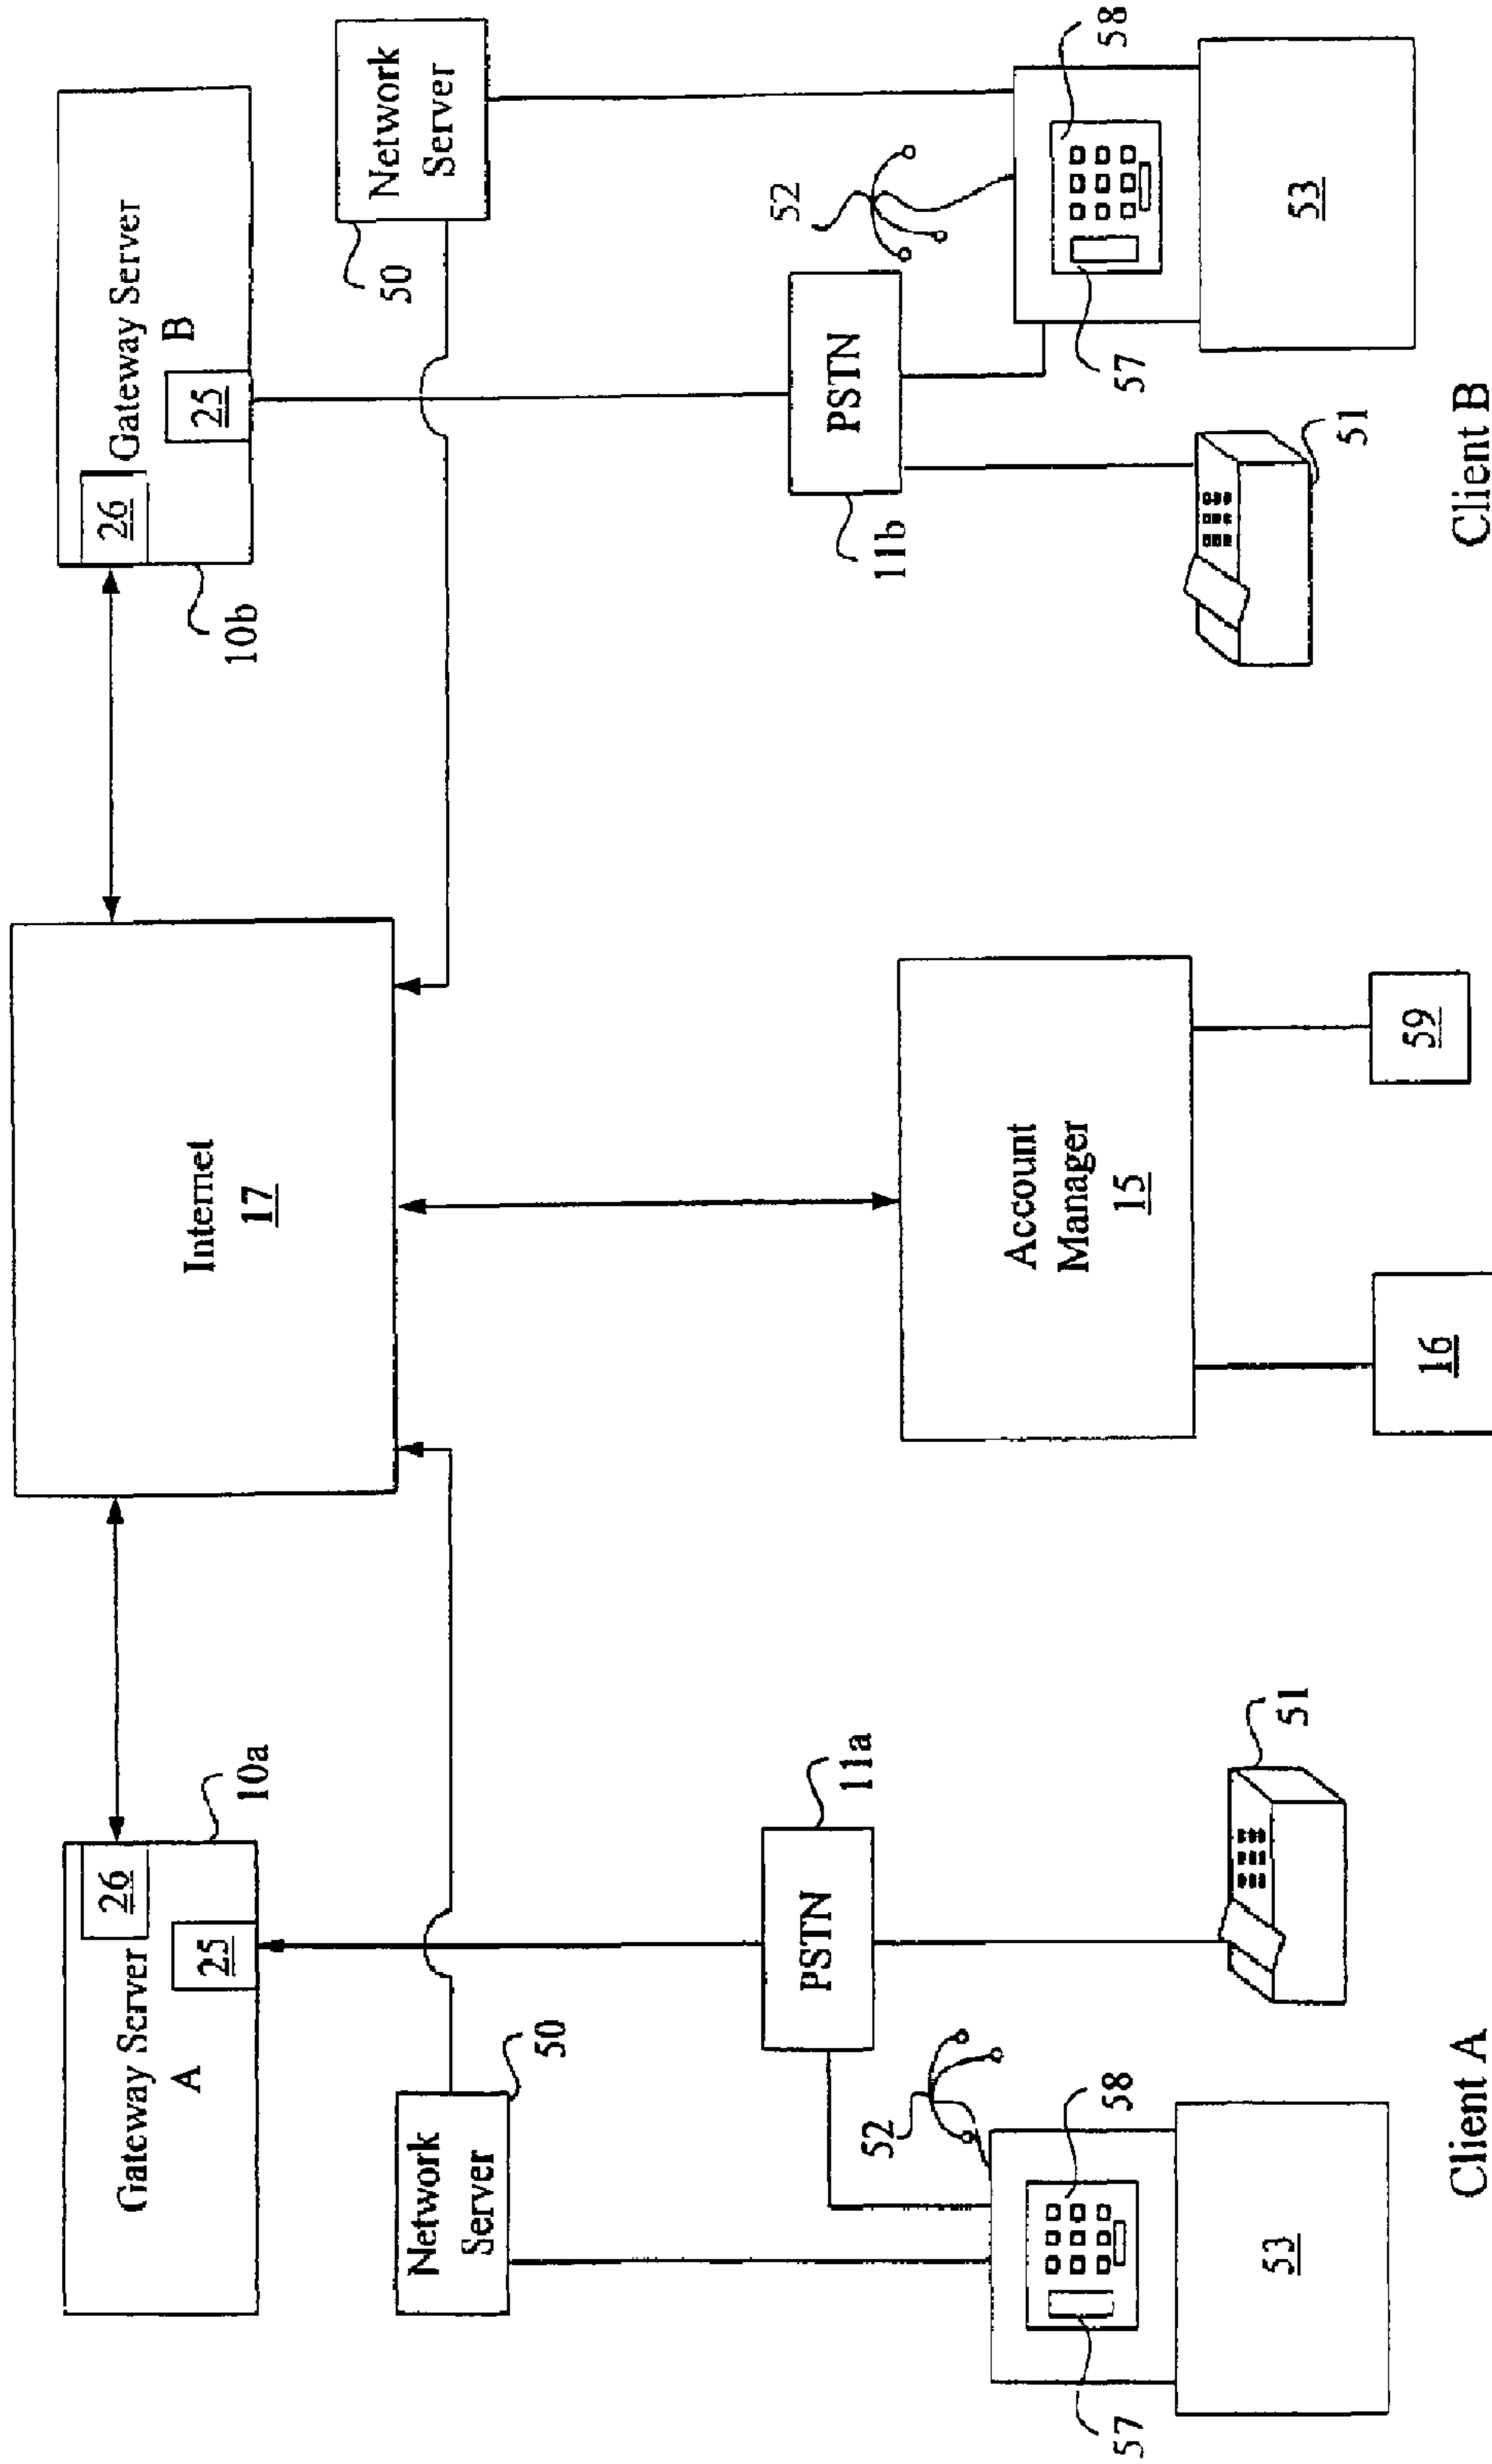 Gateway Server
A
26
25
10a
Internet
17
26
Gateway Server
B
25
10b
Network
Server
50
Network
Server
50
PSTN
11a
PSTN
11b
52
52
57
58
53
51
Client A
Account
Manager
15
16
59
51
57
58
53
Client B